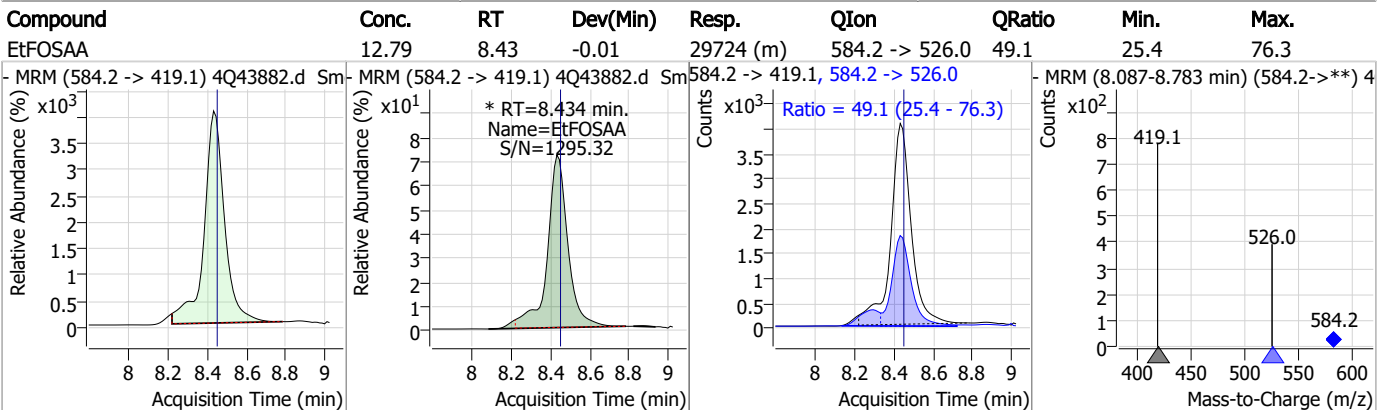 Compound Conc. RT Dev(Min) Resp. QIon QRatio Min. Max.
EtFOSAA 12.79 8.43 -0.01 29724 (m) 584.2 -> 526.0 49.1 25.4 76.3
- MRM (584.2 -> 419.1) 4Q43882.d Sm
Relative Abundance (%)
x10³
3.5
3
2.5
2
1.5
1
0.5
0
8 8.2 8.4 8.6 8.8 9
Acquisition Time (min)
- MRM (584.2 -> 419.1) 4Q43882.d Sm
Relative Abundance (%)
x10¹
* RT=8.434 min.
Name=EtFOSAA
S/N=1295.32
8
7
6
5
4
3
2
1
0
8 8.2 8.4 8.6 8.8 9
Acquisition Time (min)
584.2 -> 419.1, 584.2 -> 526.0
Counts
x10³
Ratio = 49.1 (25.4 - 76.3)
3.5
3
2.5
2
1.5
1
0.5
0
8 8.2 8.4 8.6 8.8 9
Acquisition Time (min)
- MRM (8.087-8.783 min) (584.2->**) 4
Counts
x10²
8
7
6
5
4
3
2
1
0
419.1
526.0
584.2
400 450 500 550 600
Mass-to-Charge (m/z)